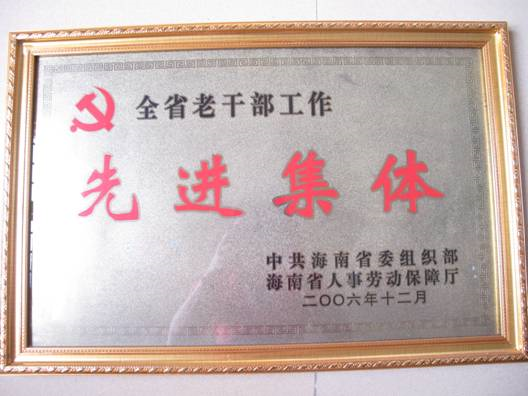 全省老干部工作
先进集体
中共海南省委组织部
海南省人事劳动保障厅
二〇〇六年十二月